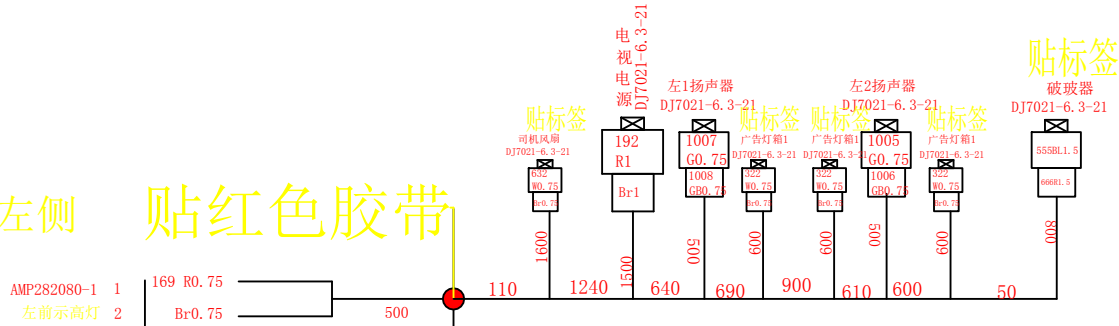 电视电源
DJ7021-6.3-21
贴标签
左1扬声器
DJ7021-6.3-21
左2扬声器
DJ7021-6.3-21
破玻器
DJ7021-6.3-21
贴标签
贴标签
贴标签
贴标签
司机风扇
DJ7021-6.3-21
广告灯箱1
DJ7021-6.3-21
广告灯箱1
DJ7021-6.3-21
广告灯箱1
DJ7021-6.3-21
632
W0.75
Br0.75
192
R1
Br1
1007
G0.75
1008
GB0.75
322
W0.75
Br0.75
322
W0.75
Br0.75
1005
G0.75
1006
GB0.75
322
W0.75
Br0.75
555BL1.5
666R1.5
左侧
贴红色胶带
1600
1500
500
600
600
500
600
800
AMP282080-1 1
169 R0.75
左前示高灯 2
Br0.75
500
110
1240
640
690
900
610
600
50